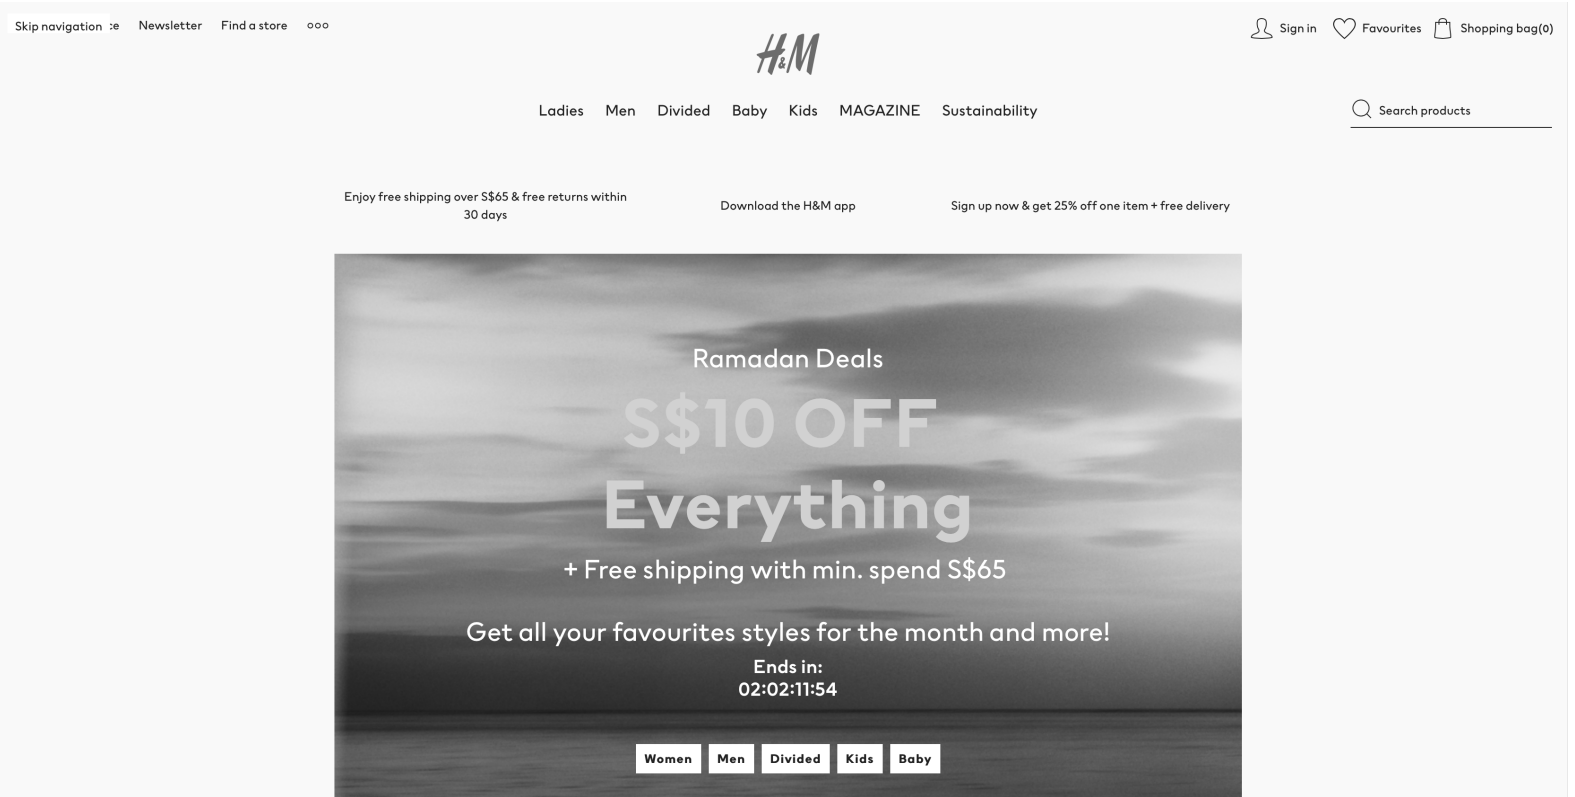 Skip navigation
Newsletter
Find a store
Sign in
Favourites
Shopping bag(0)
H&M
Ladies
Men
Divided
Baby
Kids
MAGAZINE
Sustainability
Search products
Enjoy free shipping over S$65 & free returns within
30 days
Download the H&M app
Sign up now & get 25% off one item + free delivery
Ramadan Deals
S$10 OFF
Everything
+ Free shipping with min. spend S$65
Get all your favourites styles for the month and more!
Ends in:
02:02:11:54
Women
Men
Divided
Kids
Baby